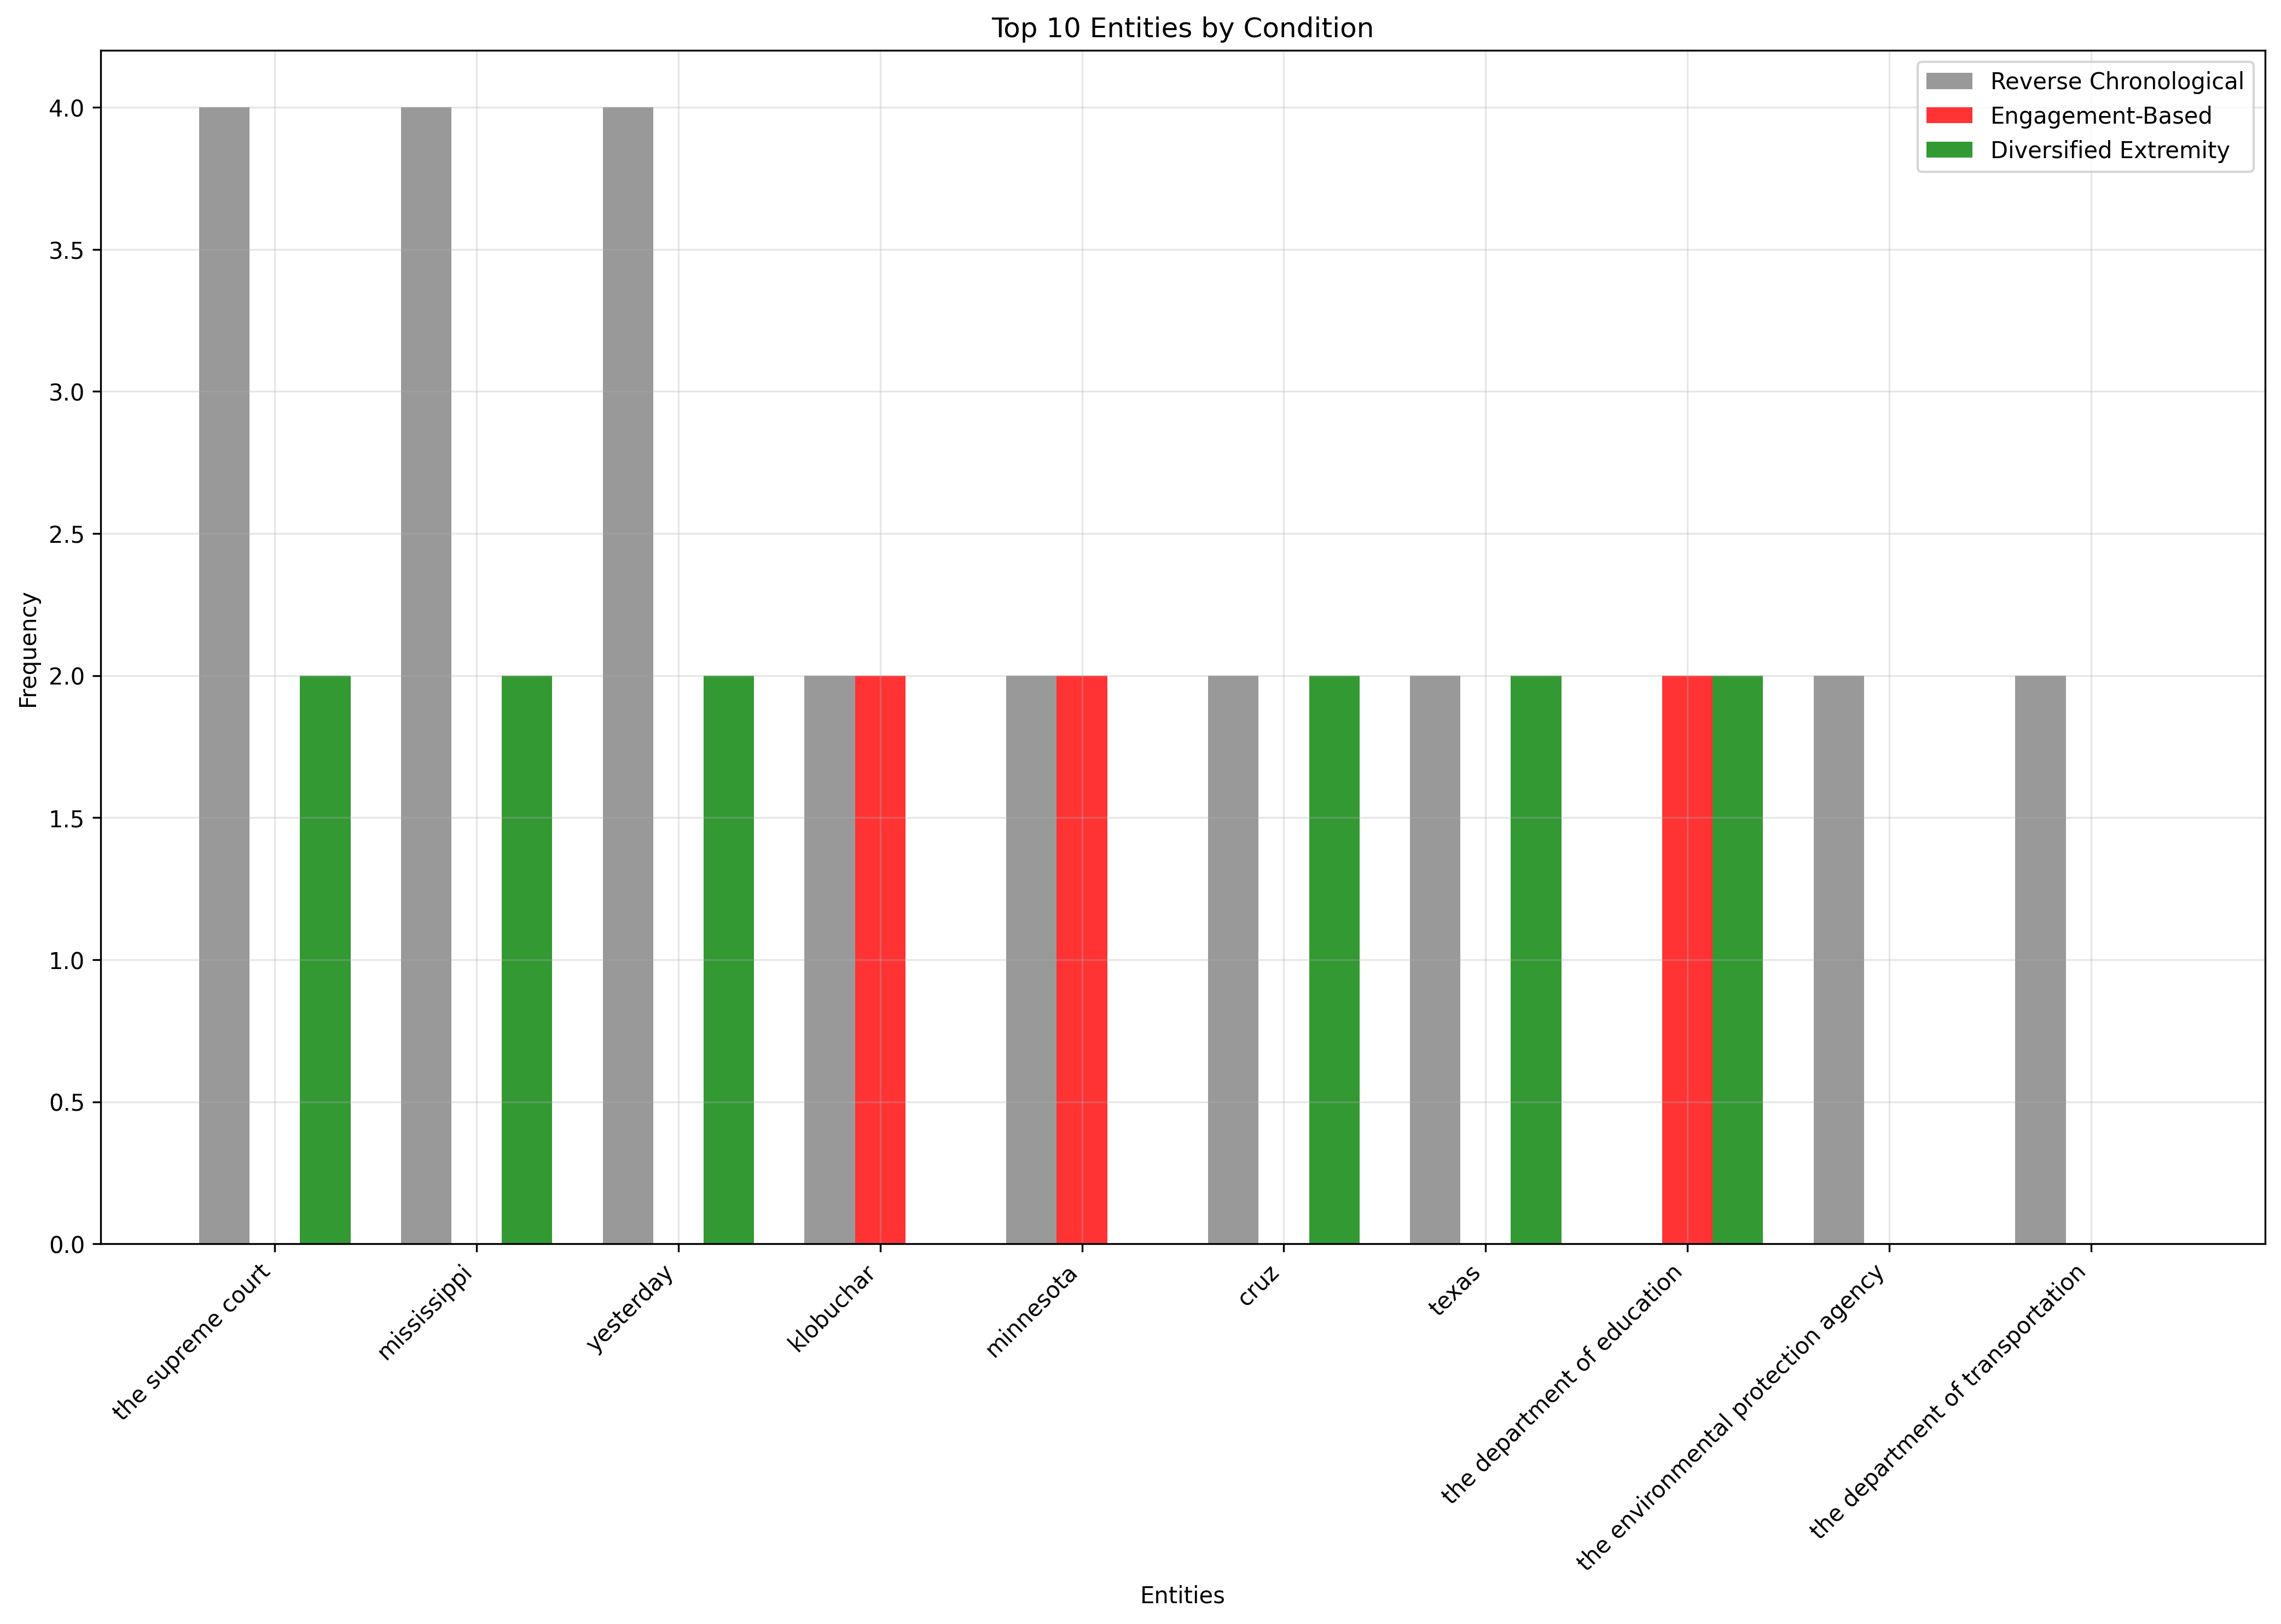 Top 10 Entities by Condition
Reverse Chronological
Engagement-Based
Diversified Extremity
Frequency
4.0
3.5
3.0
2.5
2.0
1.5
1.0
0.5
0.0
the supreme court
mississippi
yesterday
klobuchar
minnesota
cruz
texas
the department of education
the environmental protection agency
the department of transportation
Entities